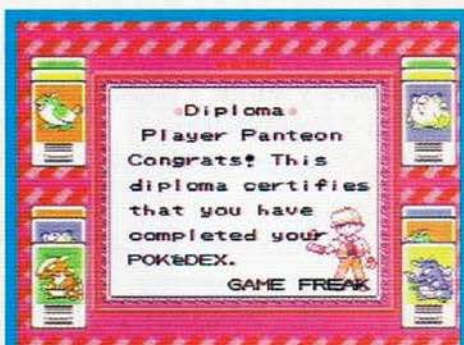 Diploma
Player Panteon
Congrats! This
diploma certifies
that you have
completed your
POKéDEX.
GAME FREAK